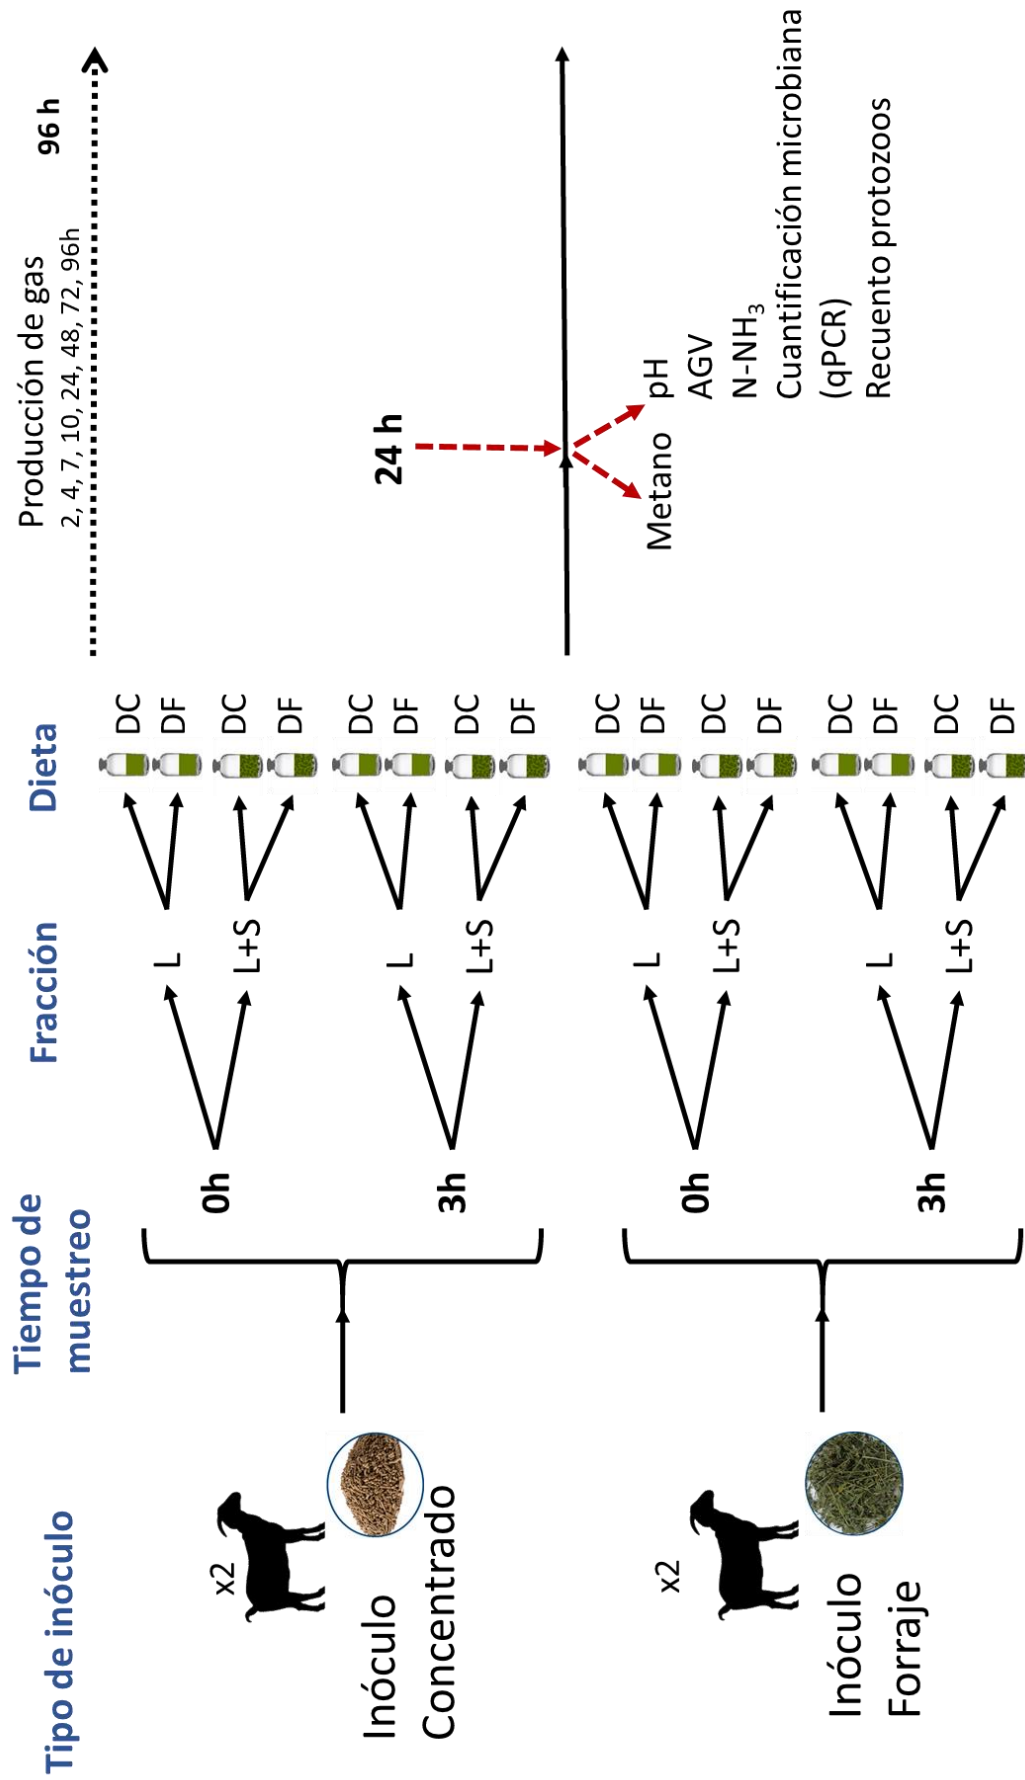 Tipo de inóculo
Tiempo de
muestreo
Fracción
Dieta
Producción de gas
2, 4, 7, 10, 24, 48, 72, 96h
96 h
x2
Inóculo
Concentrado
0h
L
DC
DF
L+S
DC
DF
3h
L
DC
DF
L+S
DC
DF
24 h
Metano
pH
AGV
N-NH₃
Cuantificación microbiana
(qPCR)
Recuento protozoos
x2
Inóculo
Forraje
0h
L
DC
DF
L+S
DC
DF
3h
L
DC
DF
L+S
DC
DF